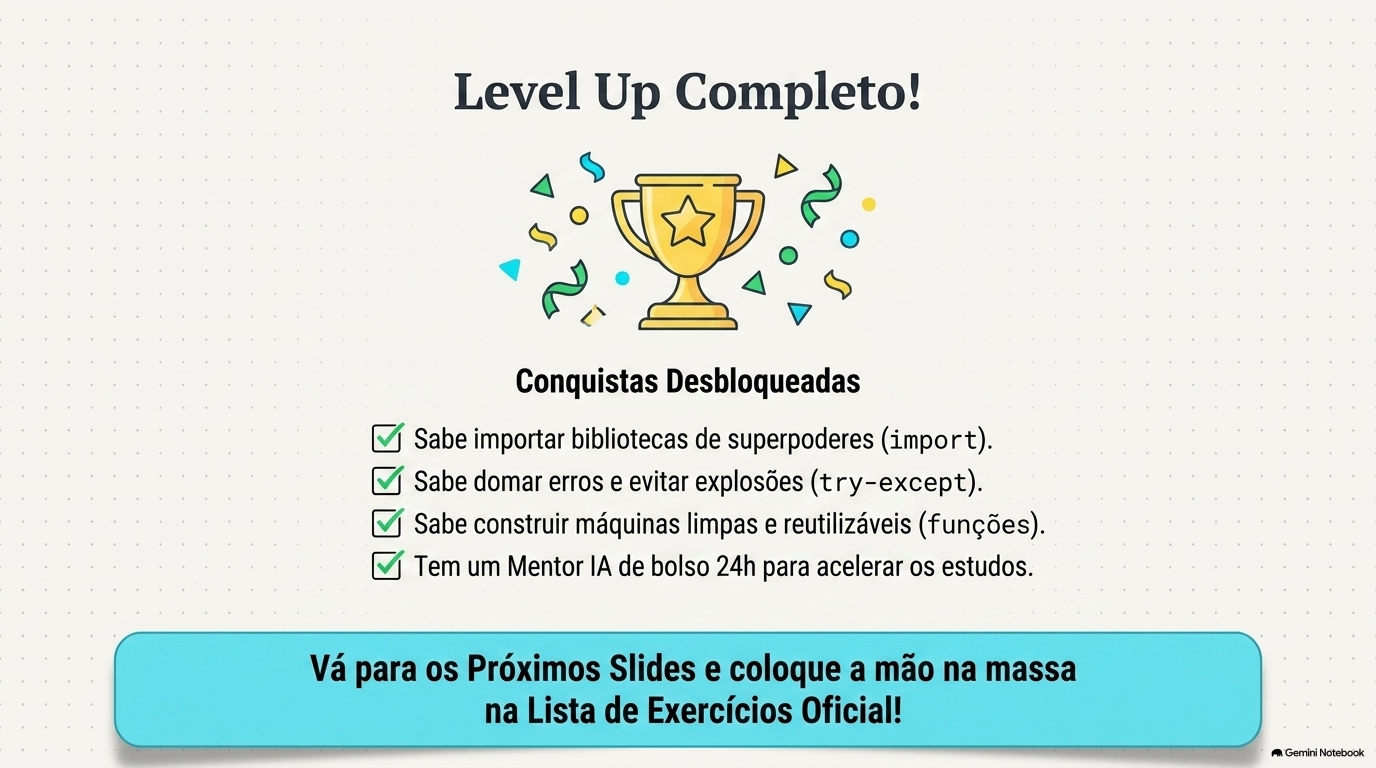 Level Up Completo!
Conquistas Desbloqueadas
Sabe importar bibliotecas de superpoderes (import).
Sabe domar erros e evitar explosões (try-except).
Sabe construir máquinas limpas e reutilizáveis (funções).
Tem um Mentor IA de bolso 24h para acelerar os estudos.
Vá para os Próximos Slides e coloque a mão na massa
na Lista de Exercícios Oficial!
Gemini Notebook